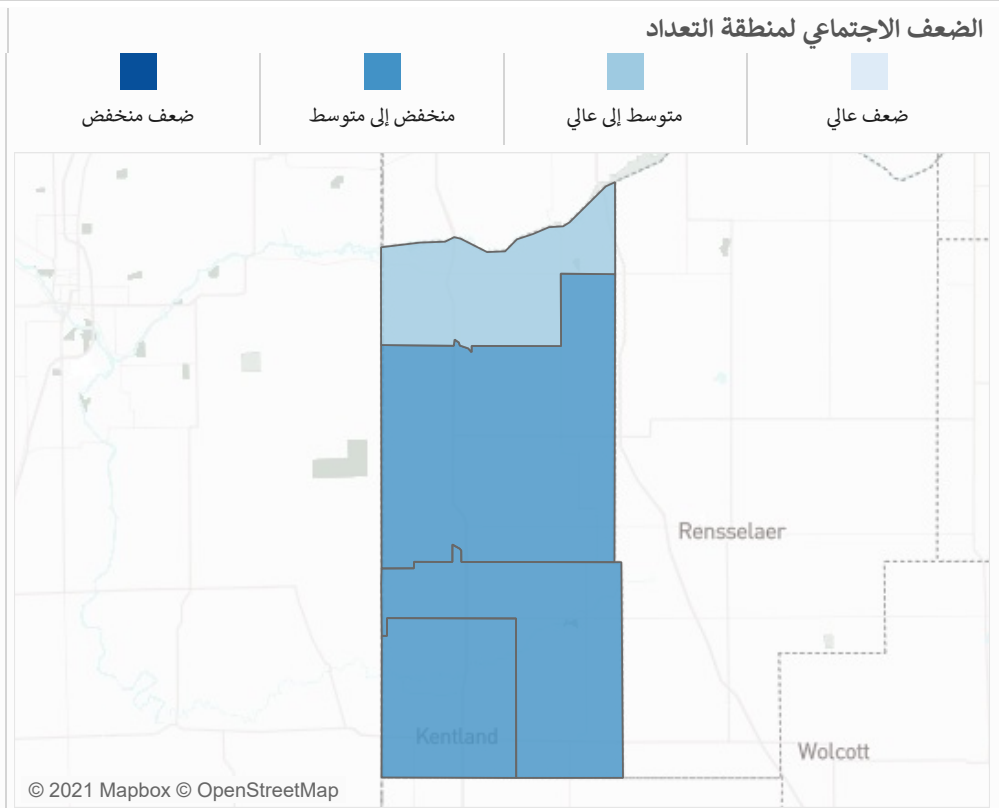 الضعف الاجتماعي لمنطقة التعداد
ضعف عالي
متوسط إلى عالي
منخفض إلى متوسط
ضعف منخفض
Rensselaer
Kentland
Wolcott
© 2021 Mapbox © OpenStreetMap